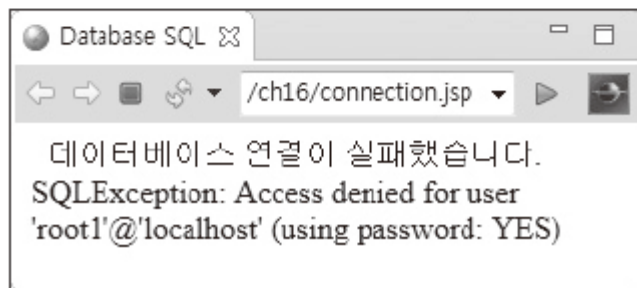 Database SQL
/ch16/connection.jsp
데이터베이스 연결이 실패했습니다.
SQLException: Access denied for user
'root1'@'localhost' (using password: YES)